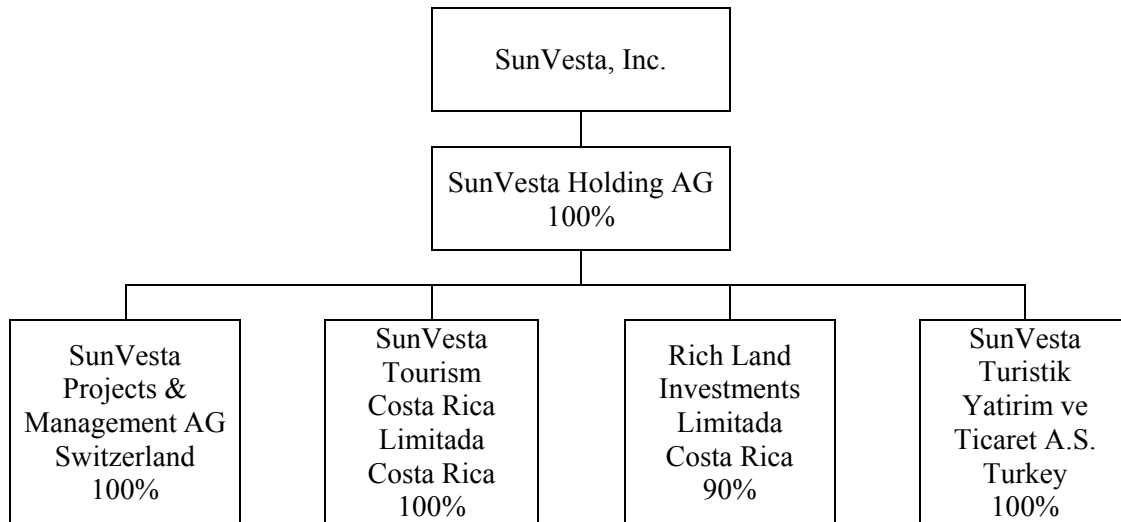 SunVesta, Inc.
SunVesta Holding AG
100%
SunVesta
Projects &
Management AG
Switzerland
100%
SunVesta
Tourism
Costa Rica
Limitada
Costa Rica
100%
Rich Land
Investments
Limitada
Costa Rica
90%
SunVesta
Turistik
Yatirim ve
Ticaret A.S.
Turkey
100%